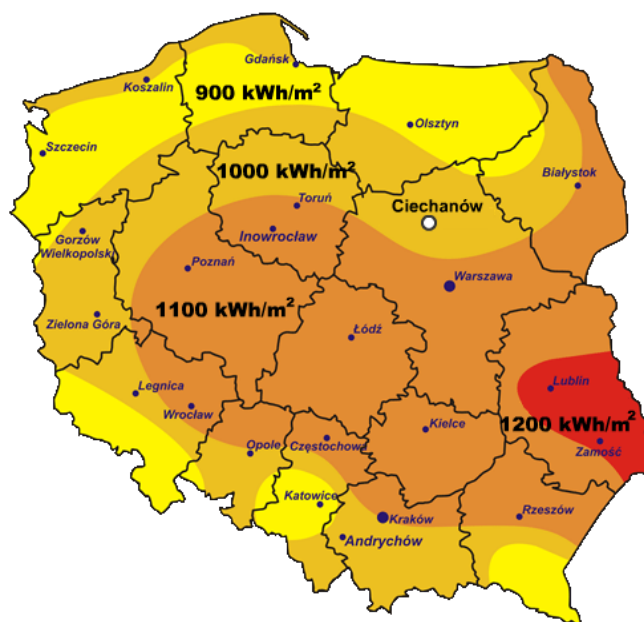 Gdańsk
Koszalin
900 kWh/m²
Olsztyn
Szczecin
1000 kWh/m²
Białystok
Toruń
Ciechanów
Gorzów
Wielkopolsk
Inowrocław
Poznań
Warszawa
1100 kWh/m²
Zielona Góra
Łódź
Legnica
Lublin
Wrocław
1200 kWh/m²
Kielce
Opole
Częstochowa
Zamość
Katowice
Kraków
Rzeszów
Andrychów